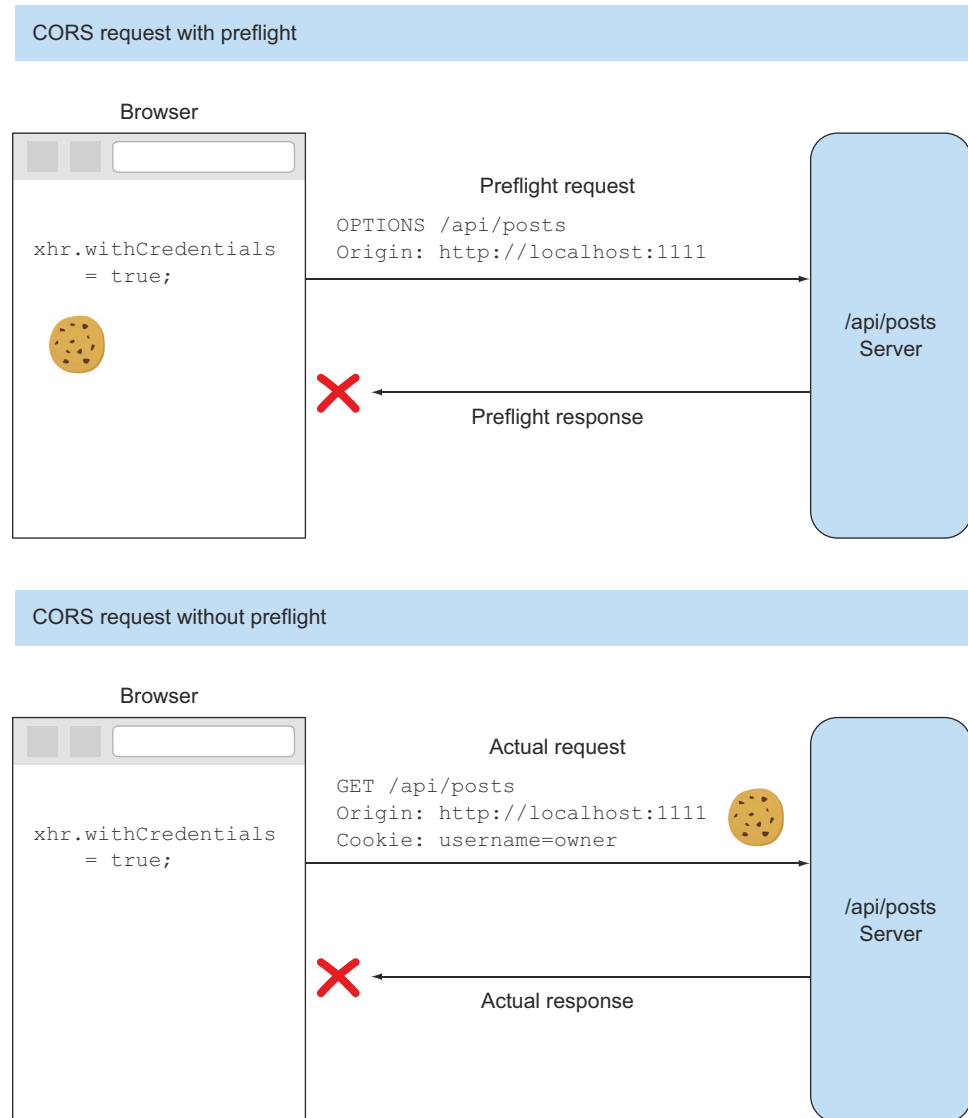 CORS request with preflight
Browser
Preflight request
OPTIONS /api/posts
Origin: http://localhost:1111
xhr.withCredentials
= true;
/api/posts
Server
Preflight response
CORS request without preflight
Browser
Actual request
GET /api/posts
Origin: http://localhost:1111
Cookie: username=owner
xhr.withCredentials
= true;
/api/posts
Server
Actual response